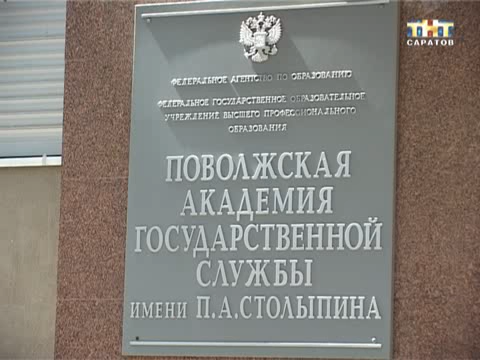 ТНТ
САРАТОВ
ФЕДЕРАЛЬНОЕ АГЕНТСТВО ПО ОБРАЗОВАНИЮ
ФЕДЕРАЛЬНОЕ ГОСУДАРСТВЕННОЕ ОБРАЗОВАТЕЛЬНОЕ
УЧРЕЖДЕНИЕ ВЫСШЕГО ПРОФЕССИОНАЛЬНОГО
ОБРАЗОВАНИЯ
ПОВОЛЖСКАЯ
АКАДЕМИЯ
ГОСУДАРСТВЕННОЙ
СЛУЖБЫ
ИМЕНИ П.А.СТОЛЫПИНА